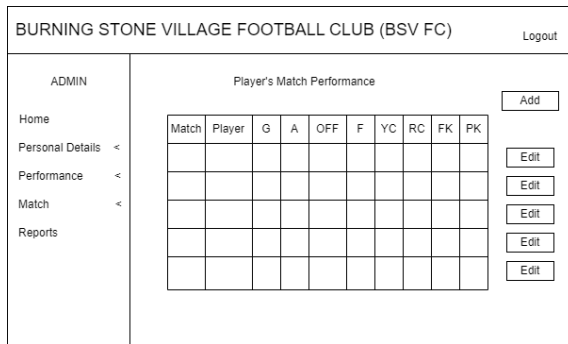 BURNING STONE VILLAGE FOOTBALL CLUB (BSV FC)
Logout
ADMIN
Home
Personal Details <
Performance <
Match <
Reports
Player's Match Performance
Add
Match Player G A OFF F YC RC FK PK
Edit
Edit
Edit
Edit
Edit